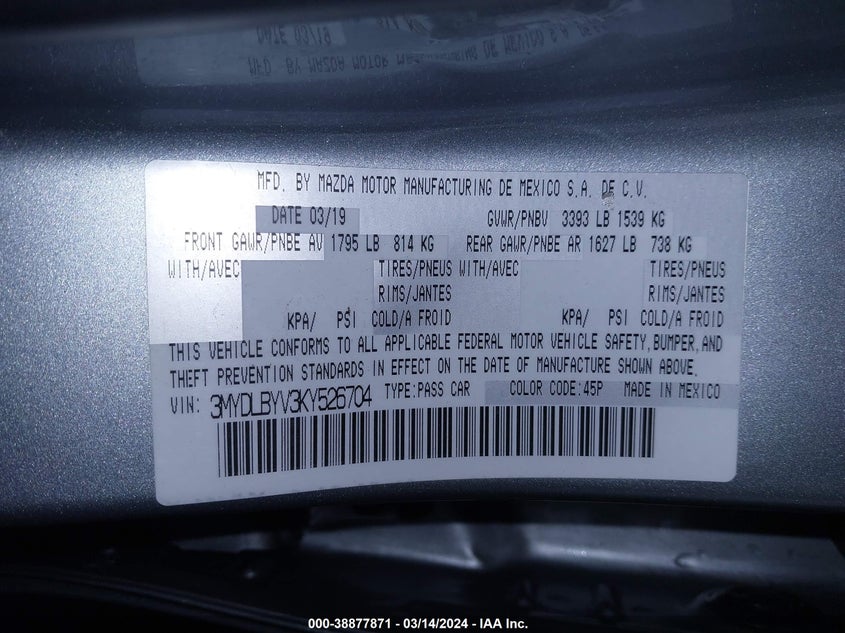 MFD. BY MAZDA MOTOR MANUFACTURING DE MEXICO S.A. DE C.V.
DATE 03/19 GVWR/PNBV 3393 LB 1539 KG
FRONT GAWR/PNBE AV 1795 LB 814 KG REAR GAWR/PNBE AR 1627 LB 738 KG
WITH/AVEC TIRES/PNEUS WITH/AVEC TIRES/PNEUS
RIMS/JANTES RIMS/JANTES
KPA/ PSI COLD/A FROID KPA/ PSI COLD/A FROID
THIS VEHICLE CONFORMS TO ALL APPLICABLE FEDERAL MOTOR VEHICLE SAFETY, BUMPER, AND
THEFT PREVENTION STANDARDS IN EFFECT ON THE DATE OF MANUFACTURE SHOWN ABOVE.
VIN: 3MYDLBYV3KY526704 TYPE:PASS CAR COLOR CODE:45P MADE IN MEXICO
000-38877871 / 03/14/2024 - IAA Inc.